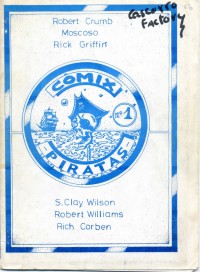 Robert Crumb
Moscoso
Rick Griffin
Cascorro
Factory
COMIX
nº 1
PIRATAS
S. Clay Wilson
Robert Williams
Rich Corben